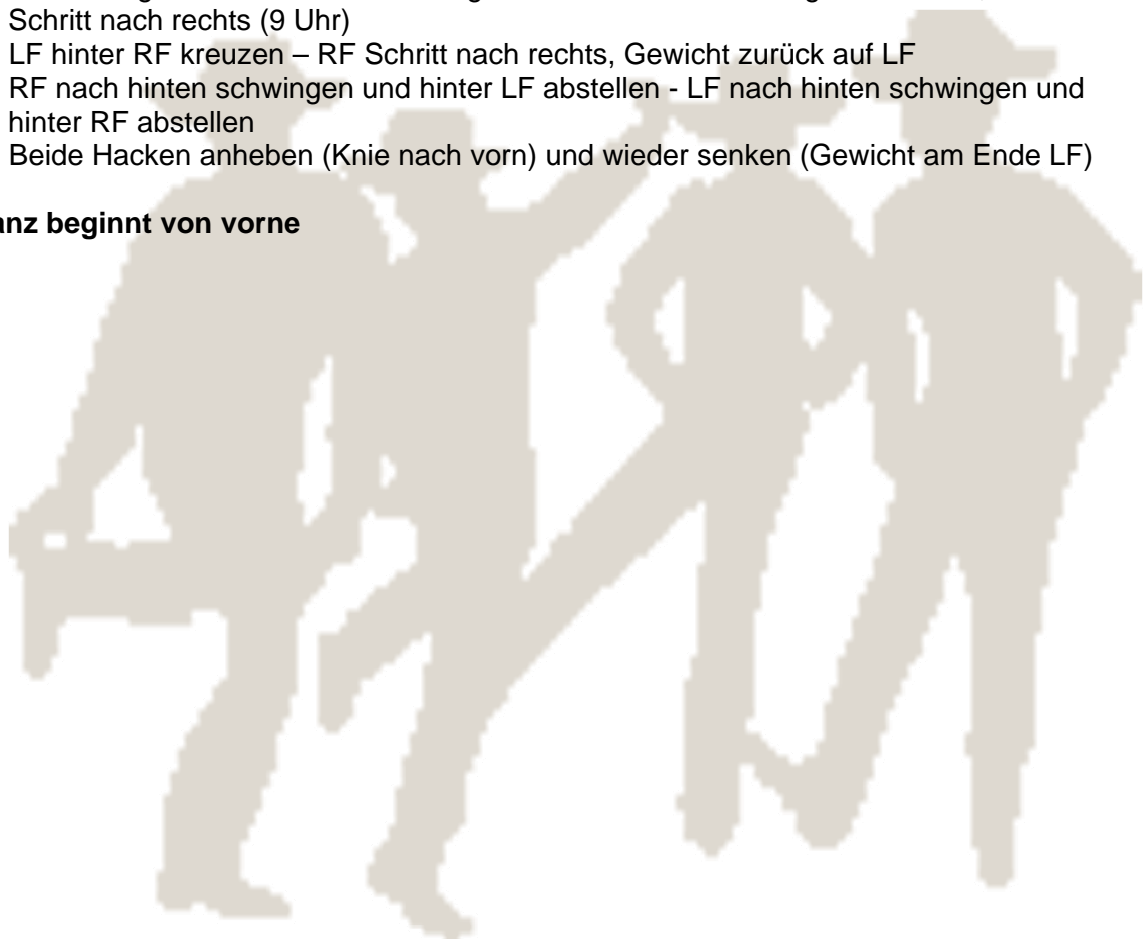 Schritt nach rechts (9 Uhr)
LF hinter RF kreuzen – RF Schritt nach rechts, Gewicht zurück auf LF
RF nach hinten schwingen und hinter LF abstellen - LF nach hinten schwingen und
hinter RF abstellen
Beide Hacken anheben (Knie nach vorn) und wieder senken (Gewicht am Ende LF)
anz beginnt von vorne